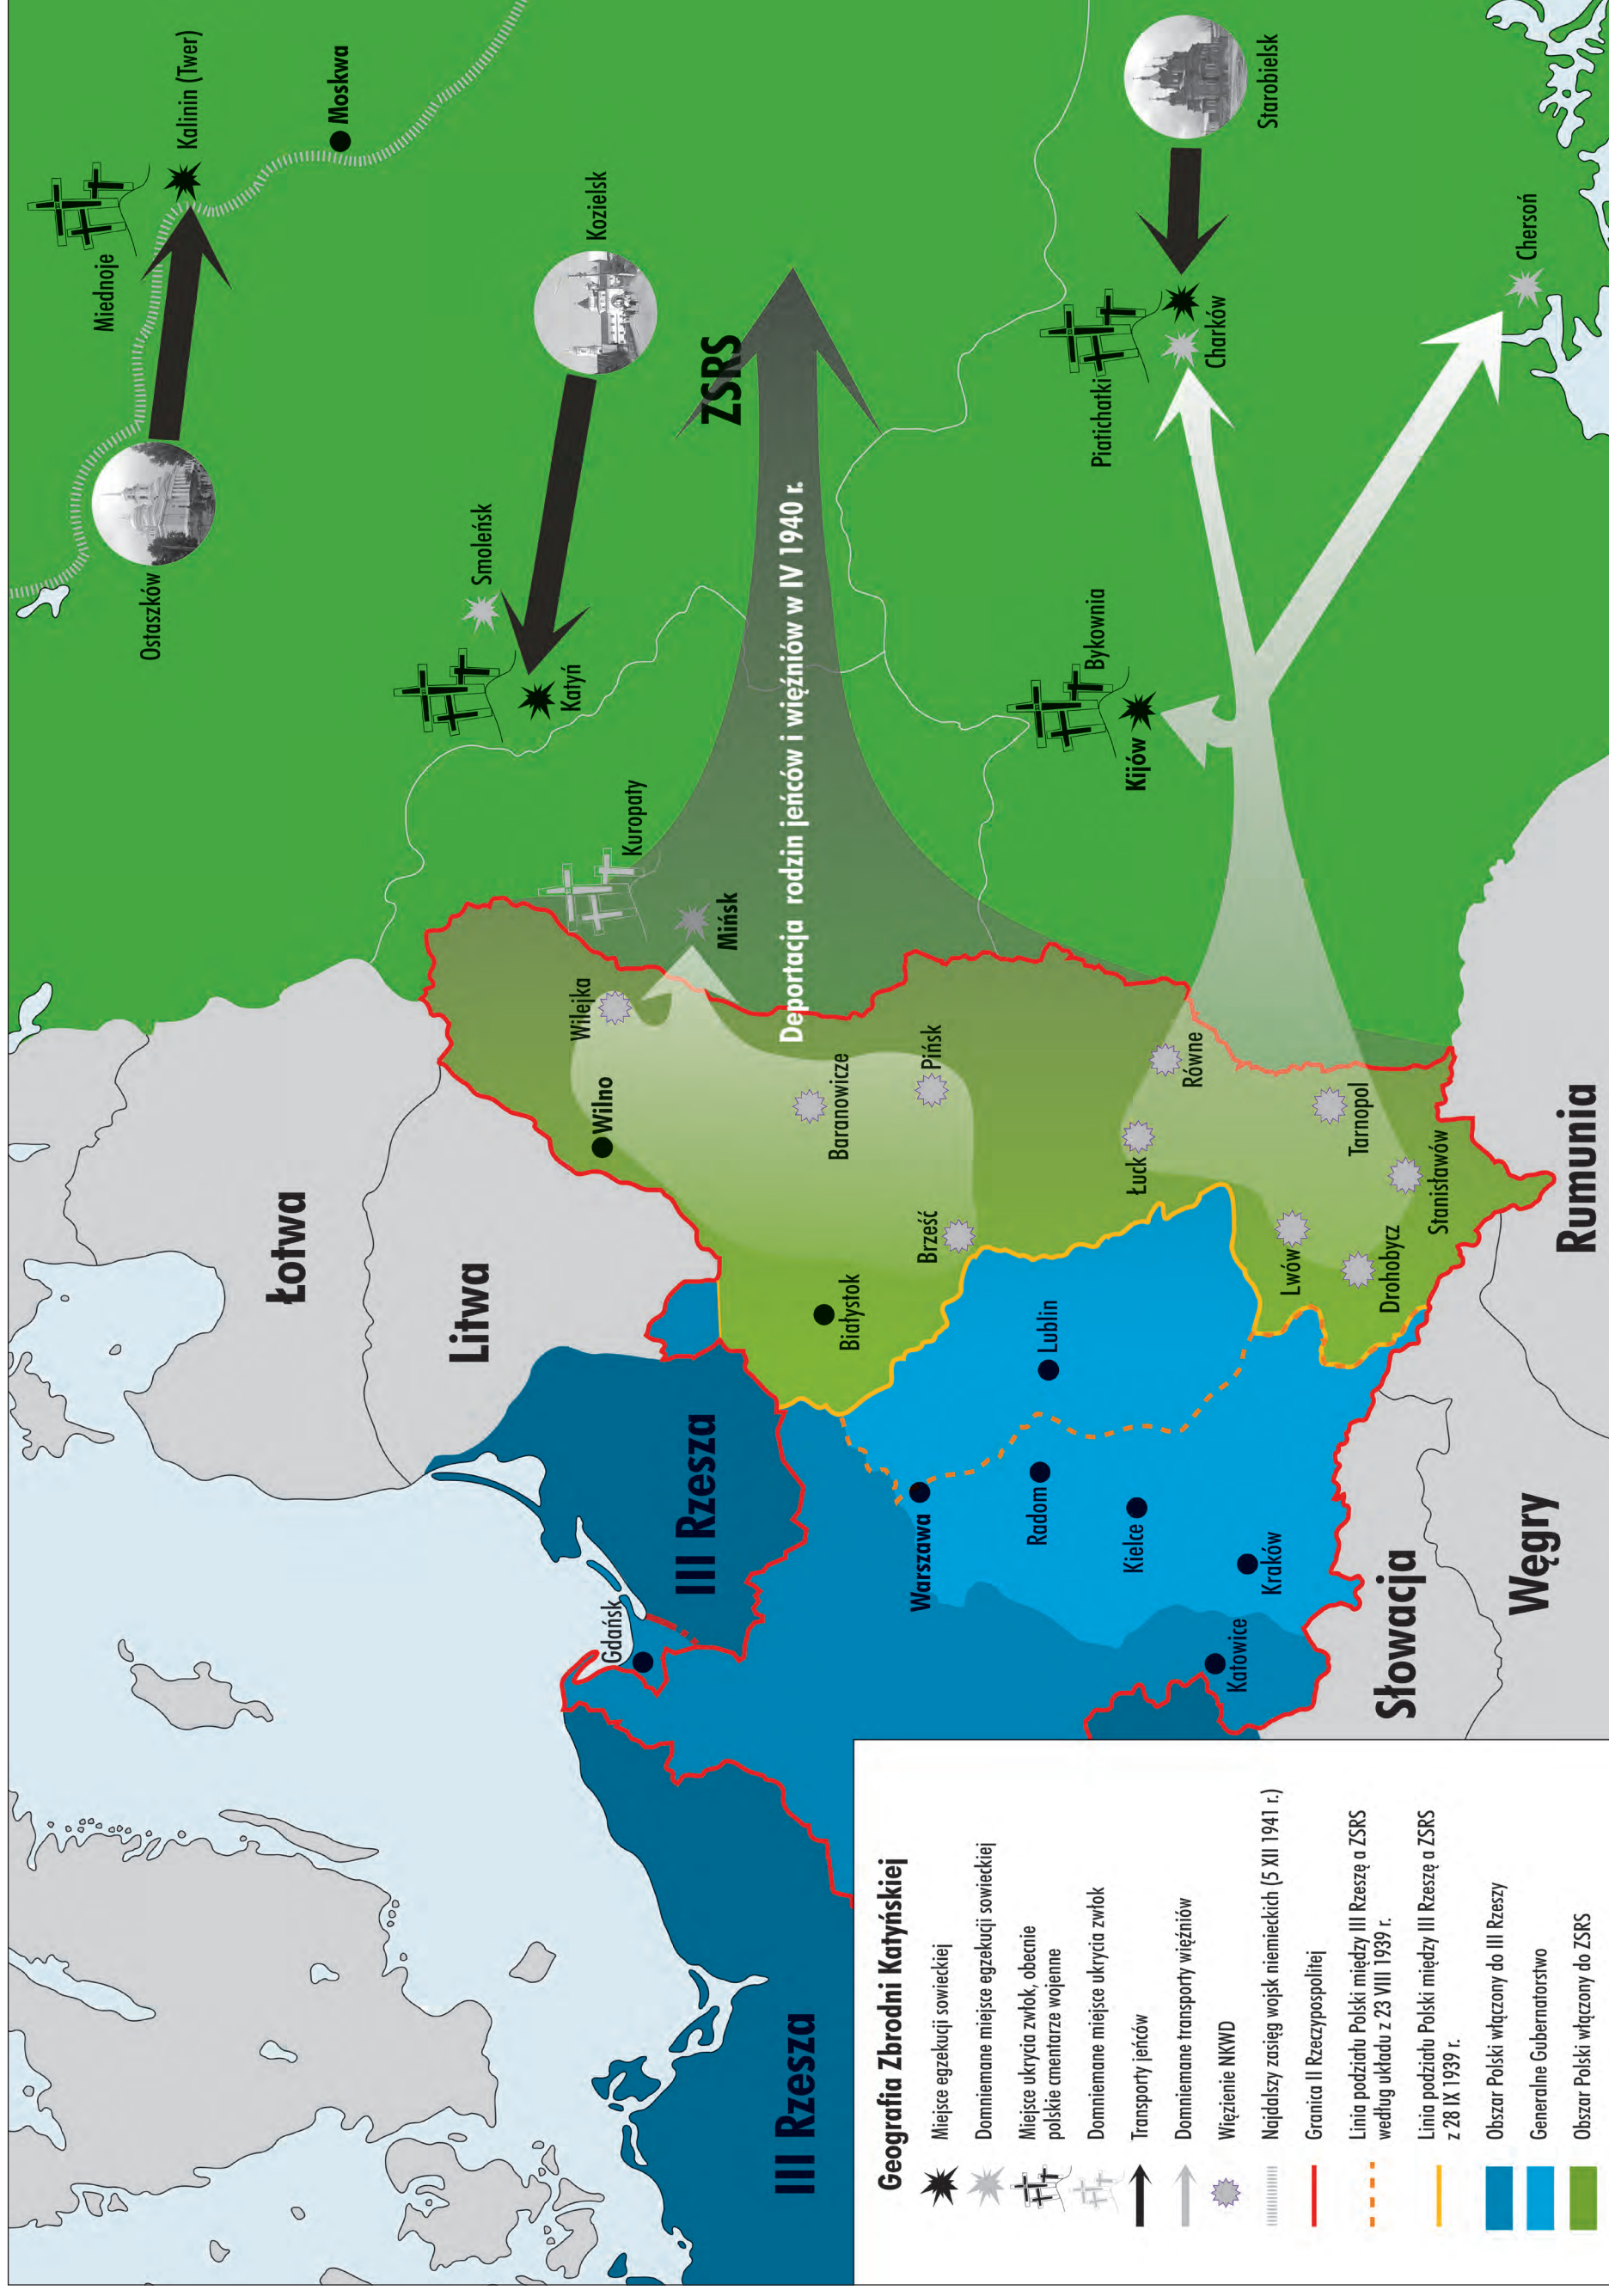 Miednoje
Kalinin (Twer)
Moskwa
Ostaszków
Smoleńsk
Kozielsk
Katyń
Łotwa
Litwa
Kuropaty
Mińsk
ZSRS
Deportacja rodzin jeńców i więźniów w IV 1940 r.
Wilejka
Wilno
Baranowicze
Pińsk
Brześć
Białystok
Gdańsk
III Rzesza
III Rzesza
Warszawa
Lublin
Radom
Kielce
Kraków
Katowice
Łuck
Równe
Lwów
Tarnopol
Drohobycz
Stanisławów
Kijów
Bykownia
Piatichatki
Charków
Starobielsk
Chersoń
Słowacja
Węgry
Rumunia
Geografia Zbrodni Katyńskiej
Miejsce egzekucji sowieckiej
Domniemane miejsce egzekucji sowieckiej
Miejsce ukrycia zwłok, obecnie
polskie cmentarze wojenne
Domniemane miejsce ukrycia zwłok
Transporty jeńców
Domniemane transporty więźniów
Więzienie NKWD
Najdalszy zasięg wojsk niemieckich (5 XII 1941 r.)
Granica II Rzeczypospolitej
Linia podziału Polski między III Rzeszę a ZSRS
według układu z 23 VIII 1939 r.
Linia podziału Polski między III Rzeszę a ZSRS
z 28 IX 1939 r.
Obszar Polski włączony do III Rzeszy
Generalne Gubernatorstwo
Obszar Polski włączony do ZSRS